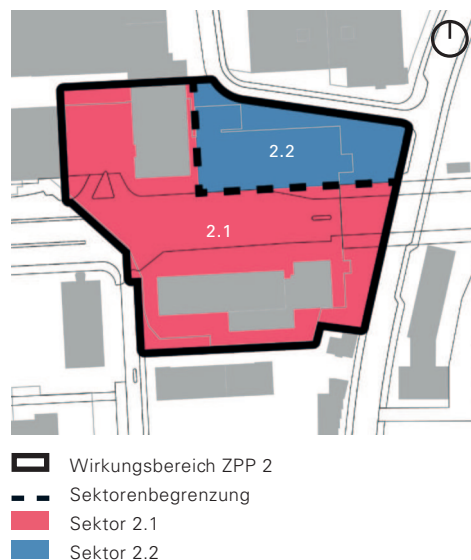 2.2
2.1
Wirkungsbereich ZPP 2
Sektorenbegrenzung
Sektor 2.1
Sektor 2.2